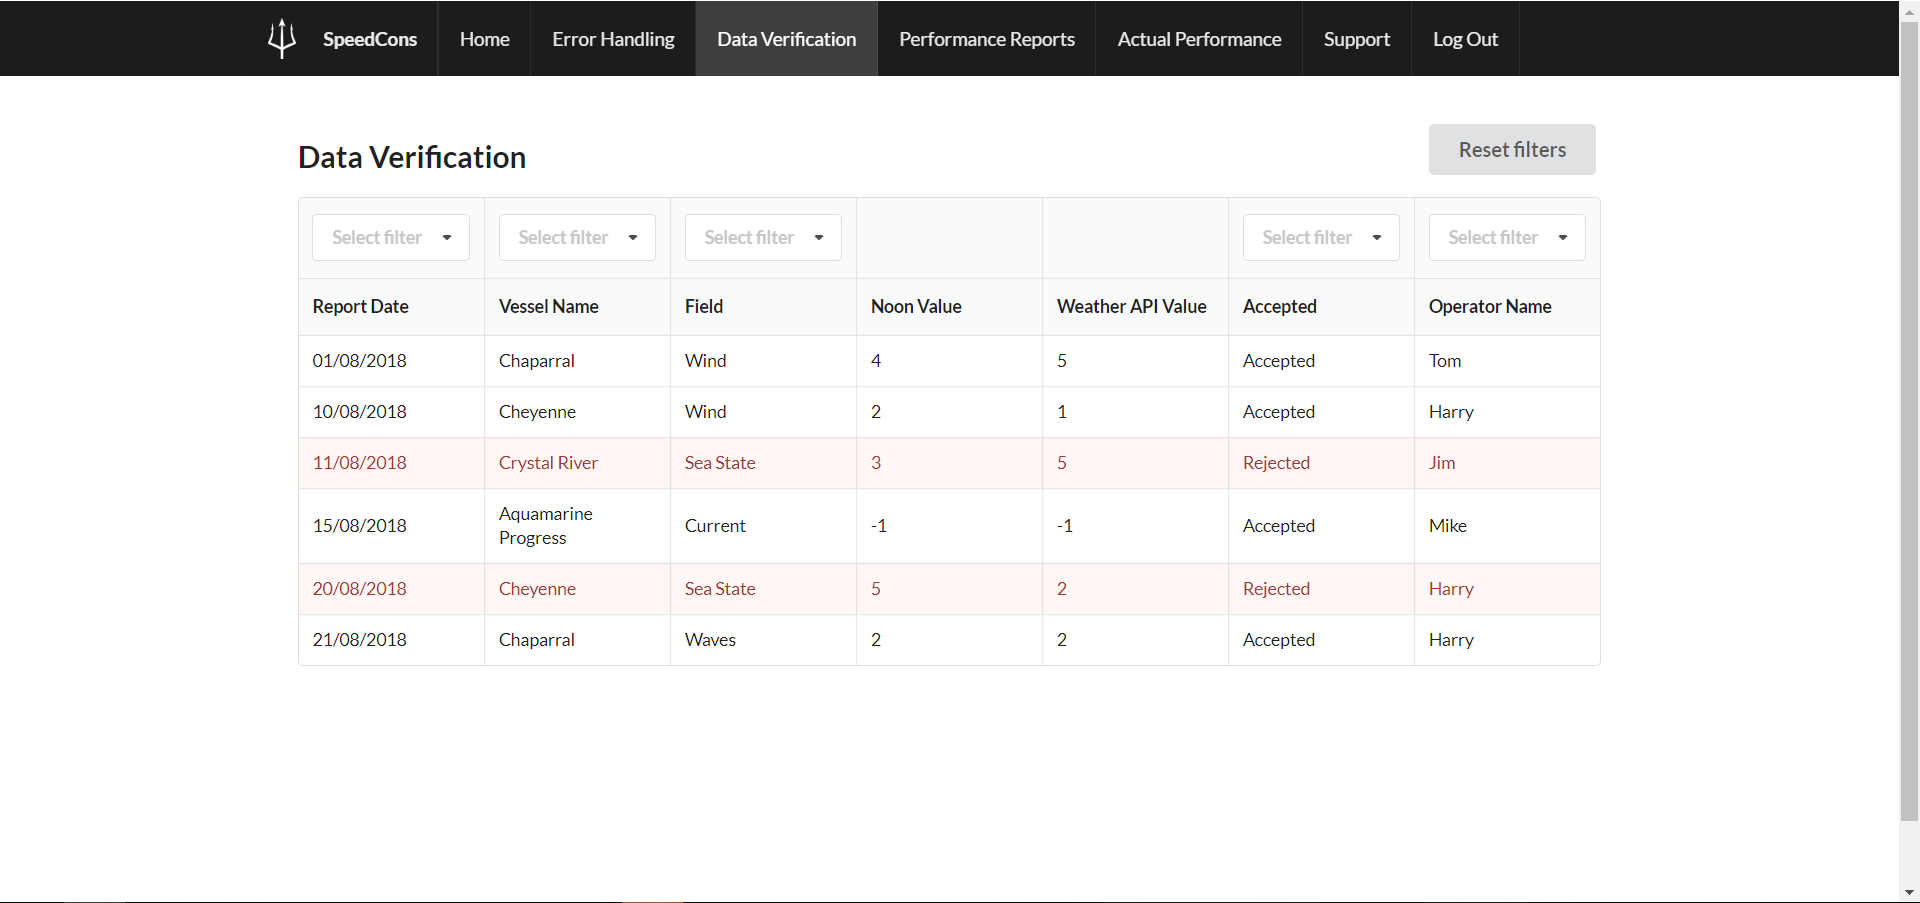 SpeedCons Home Error Handling Data Verification Performance Reports Actual Performance Support Log Out
Data Verification Reset filters
Select filter Select filter Select filter Select filter Select filter
Report Date Vessel Name Field Noon Value Weather API Value Accepted Operator Name
01/08/2018 Chaparral Wind 4 5 Accepted Tom
10/08/2018 Cheyenne Wind 2 1 Accepted Harry
11/08/2018 Crystal River Sea State 3 5 Rejected Jim
15/08/2018 Aquamarine Progress Current -1 -1 Accepted Mike
20/08/2018 Cheyenne Sea State 5 2 Rejected Harry
21/08/2018 Chaparral Waves 2 2 Accepted Harry